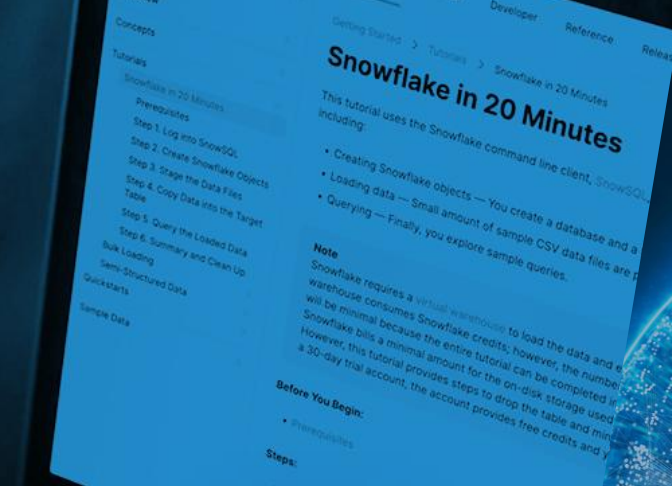 Developer
Reference
Concepts
Tutorials
Snowflake in 20 Minutes
Prerequisites
Step 1. Log into SnowSQL
Step 2. Create Snowflake Objects
Step 3. Stage the Data Files
Step 4. Copy Data into the Target
Table
Step 5. Query the Loaded Data
Step 6. Summary and Clean Up
Bulk Loading
Semi-Structured Data
Quickstarts
Sample Data
Getting Started > Tutorials > Snowflake in 20 Minutes
Snowflake in 20 Minutes
This tutorial uses the Snowflake command line client, SnowSQL,
including:
• Creating Snowflake objects — You create a database and a
• Loading data — Small amount of sample CSV data files are
• Querying — Finally, you explore sample queries.
Note
Snowflake requires a virtual warehouse to load the data and
warehouse consumes Snowflake credits; however, the number
will be minimal because the entire tutorial can be completed
Snowflake bills a minimal amount for the on-disk storage used
However, this tutorial provides steps to drop the table and
a 30-day trial account, the account provides free credits and
Before You Begin:
• Prerequisites
Steps: